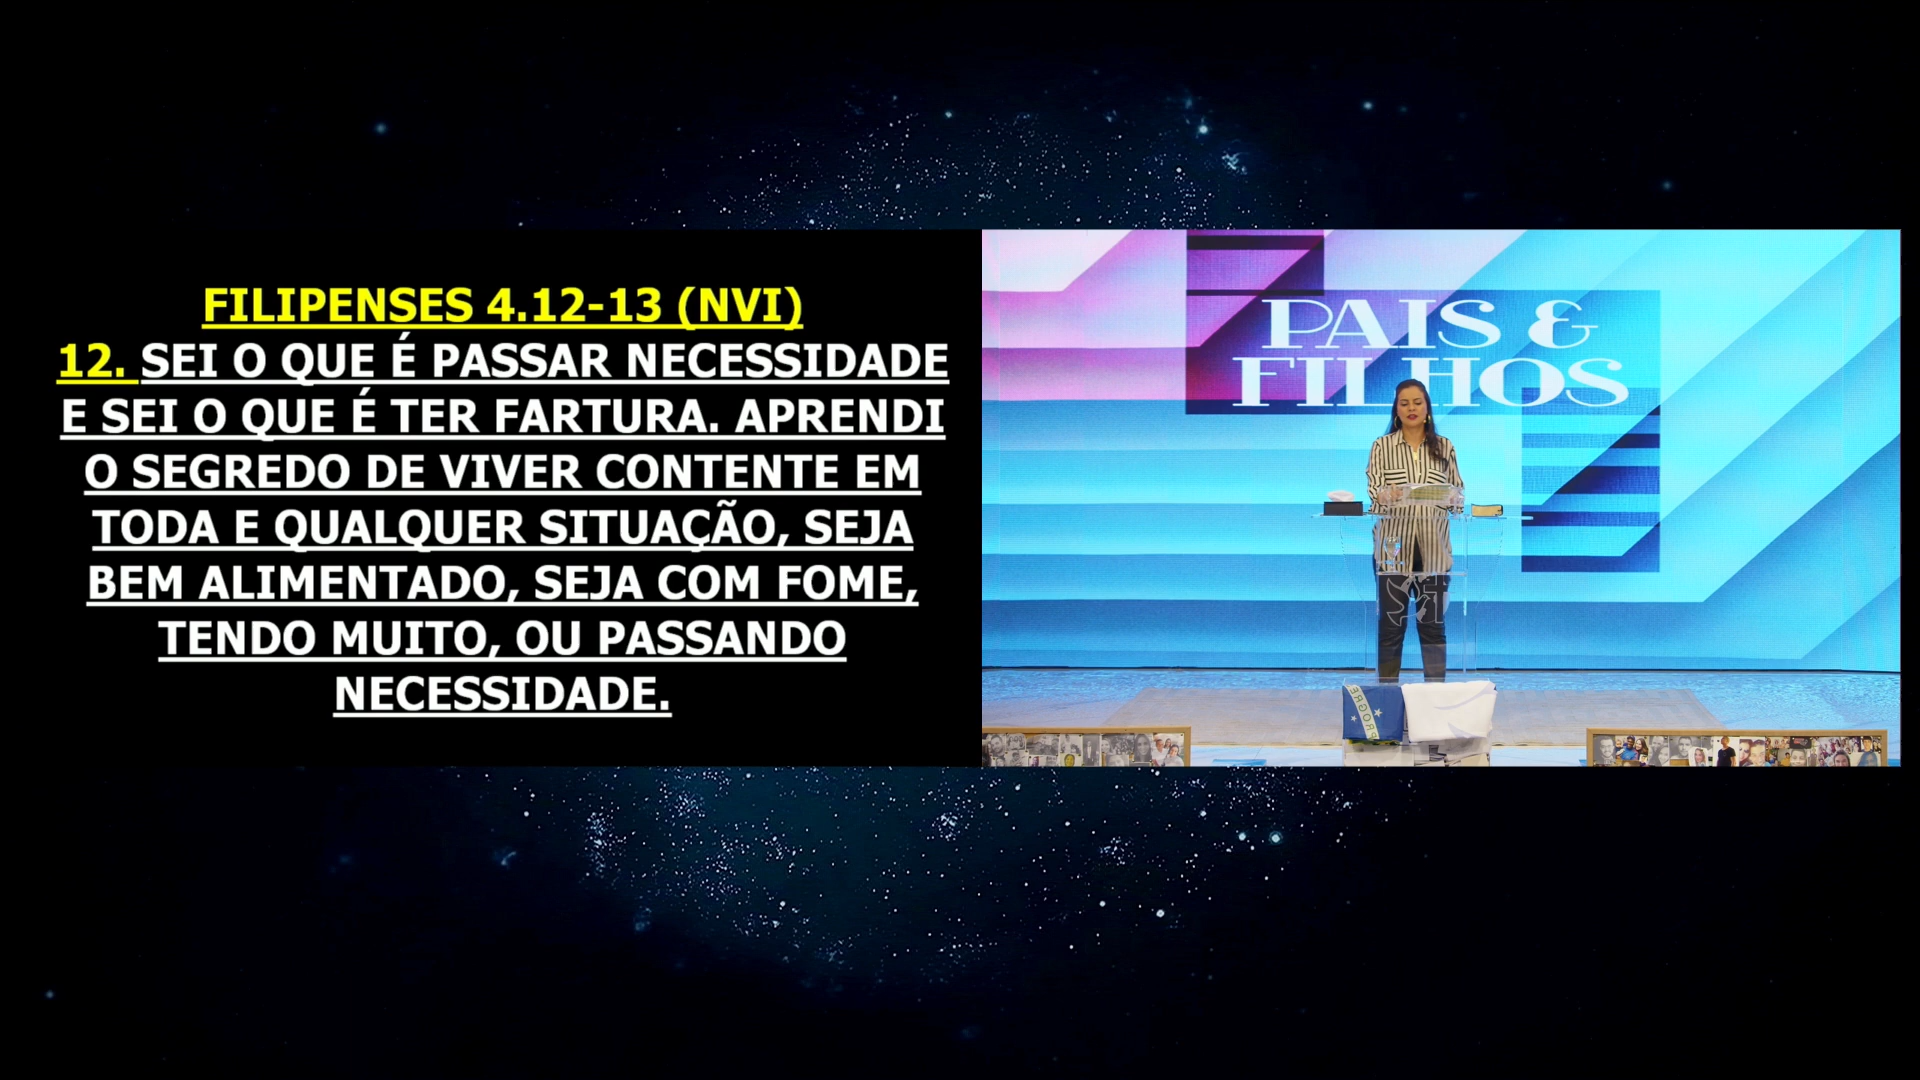 FILIPENSES 4.12-13 (NVI)
12. SEI O QUE É PASSAR NECESSIDADE
E SEI O QUE É TER FARTURA. APRENDI
O SEGREDO DE VIVER CONTENTE EM
TODA E QUALQUER SITUAÇÃO, SEJA
BEM ALIMENTADO, SEJA COM FOME,
TENDO MUITO, OU PASSANDO
NECESSIDADE.
PAIS &
FILHOS
PROGRE